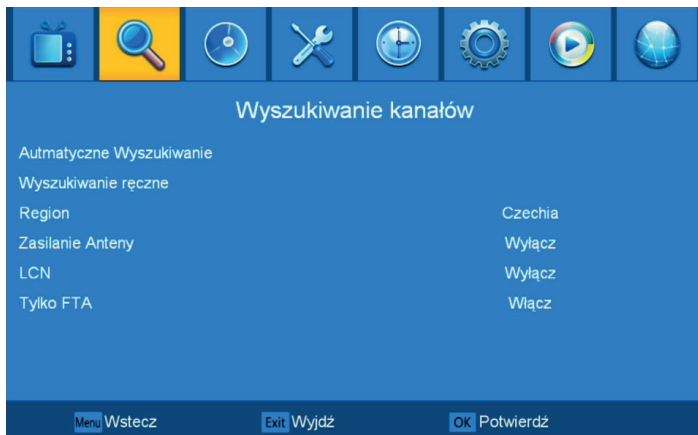 Wyszukiwanie kanałów
Autmatyczne Wyszukiwanie
Wyszukiwanie ręczne
Region Czechia
Zasilanie Anteny Wyłącz
LCN Wyłącz
Tylko FTA Włącz
Menu Wstecz Exit Wyjdź OK Potwierdź